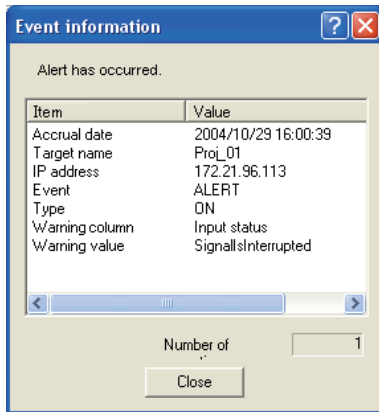 Event information
Alert has occurred.
Item Value
Accrual date 2004/10/29 16:00:39
Target name Proj_01
IP address 172.21.96.113
Event ALERT
Type ON
Warning column Input status
Warning value SignalIsInterrupted
Number of 1
Close